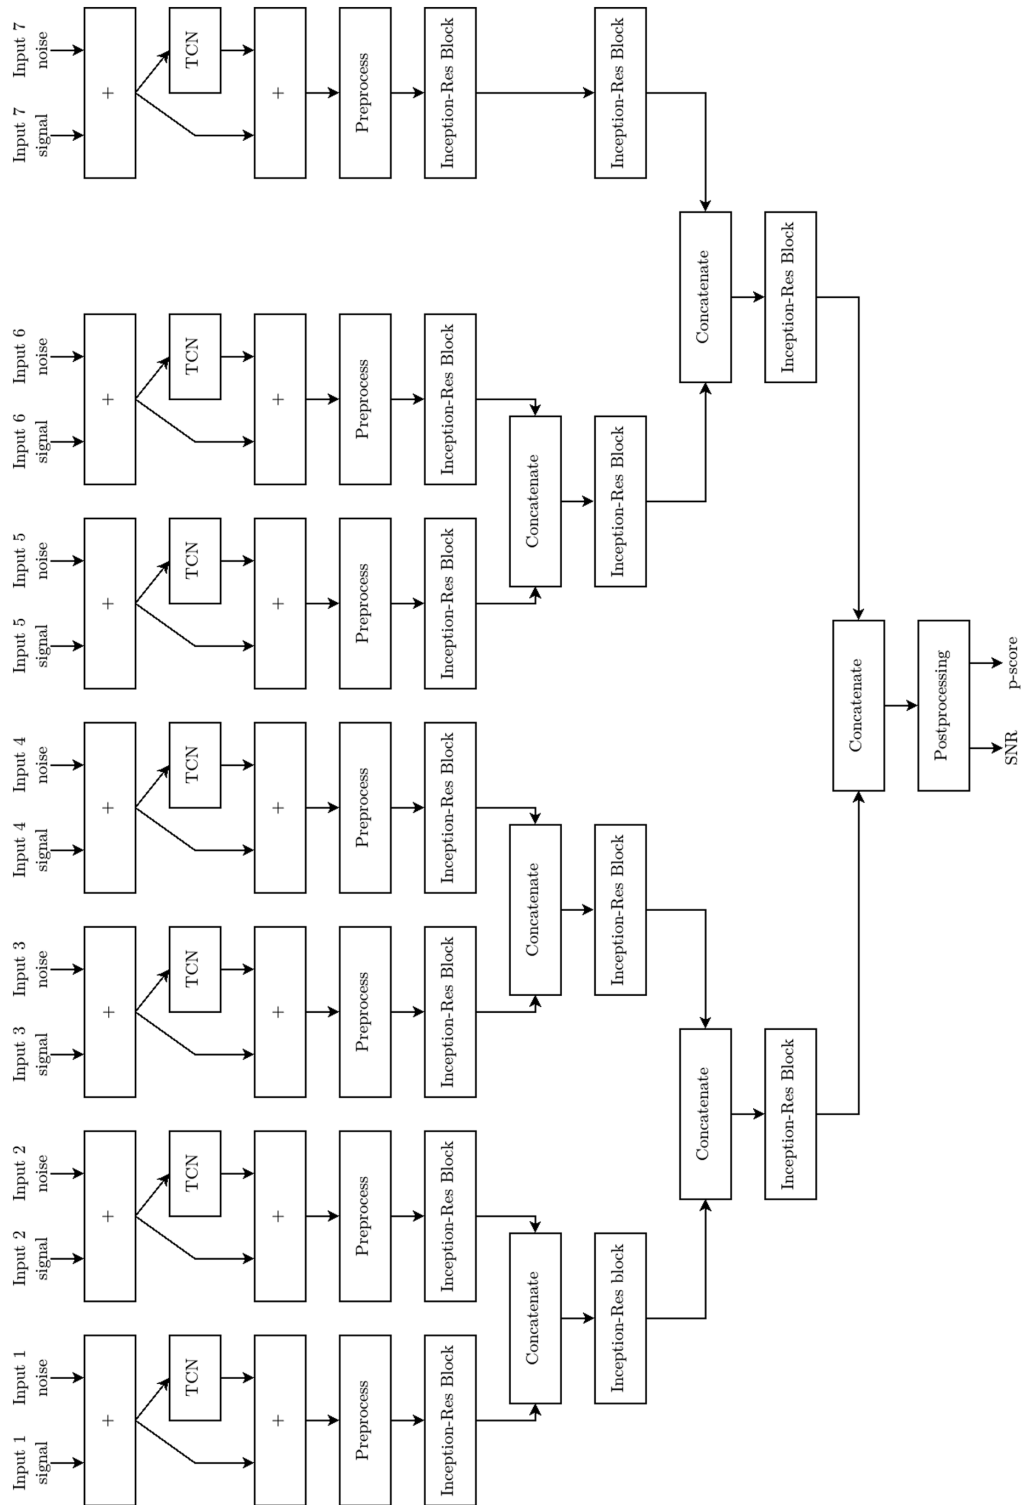 Input 1
signal
Input 1
noise
Input 2
signal
Input 2
noise
Input 3
signal
Input 3
noise
Input 4
signal
Input 4
noise
Input 5
signal
Input 5
noise
Input 6
signal
Input 6
noise
Input 7
signal
Input 7
noise
+
+
+
+
+
+
+
TCN
TCN
TCN
TCN
TCN
TCN
TCN
+
+
+
+
+
+
+
Preprocess
Preprocess
Preprocess
Preprocess
Preprocess
Preprocess
Preprocess
Inception-Res Block
Inception-Res Block
Inception-Res Block
Inception-Res Block
Inception-Res Block
Inception-Res Block
Inception-Res Block
Concatenate
Concatenate
Concatenate
Inception-Res block
Inception-Res Block
Inception-Res Block
Inception-Res Block
Concatenate
Concatenate
Inception-Res Block
Inception-Res Block
Concatenate
Postprocessing
SNR
p-score